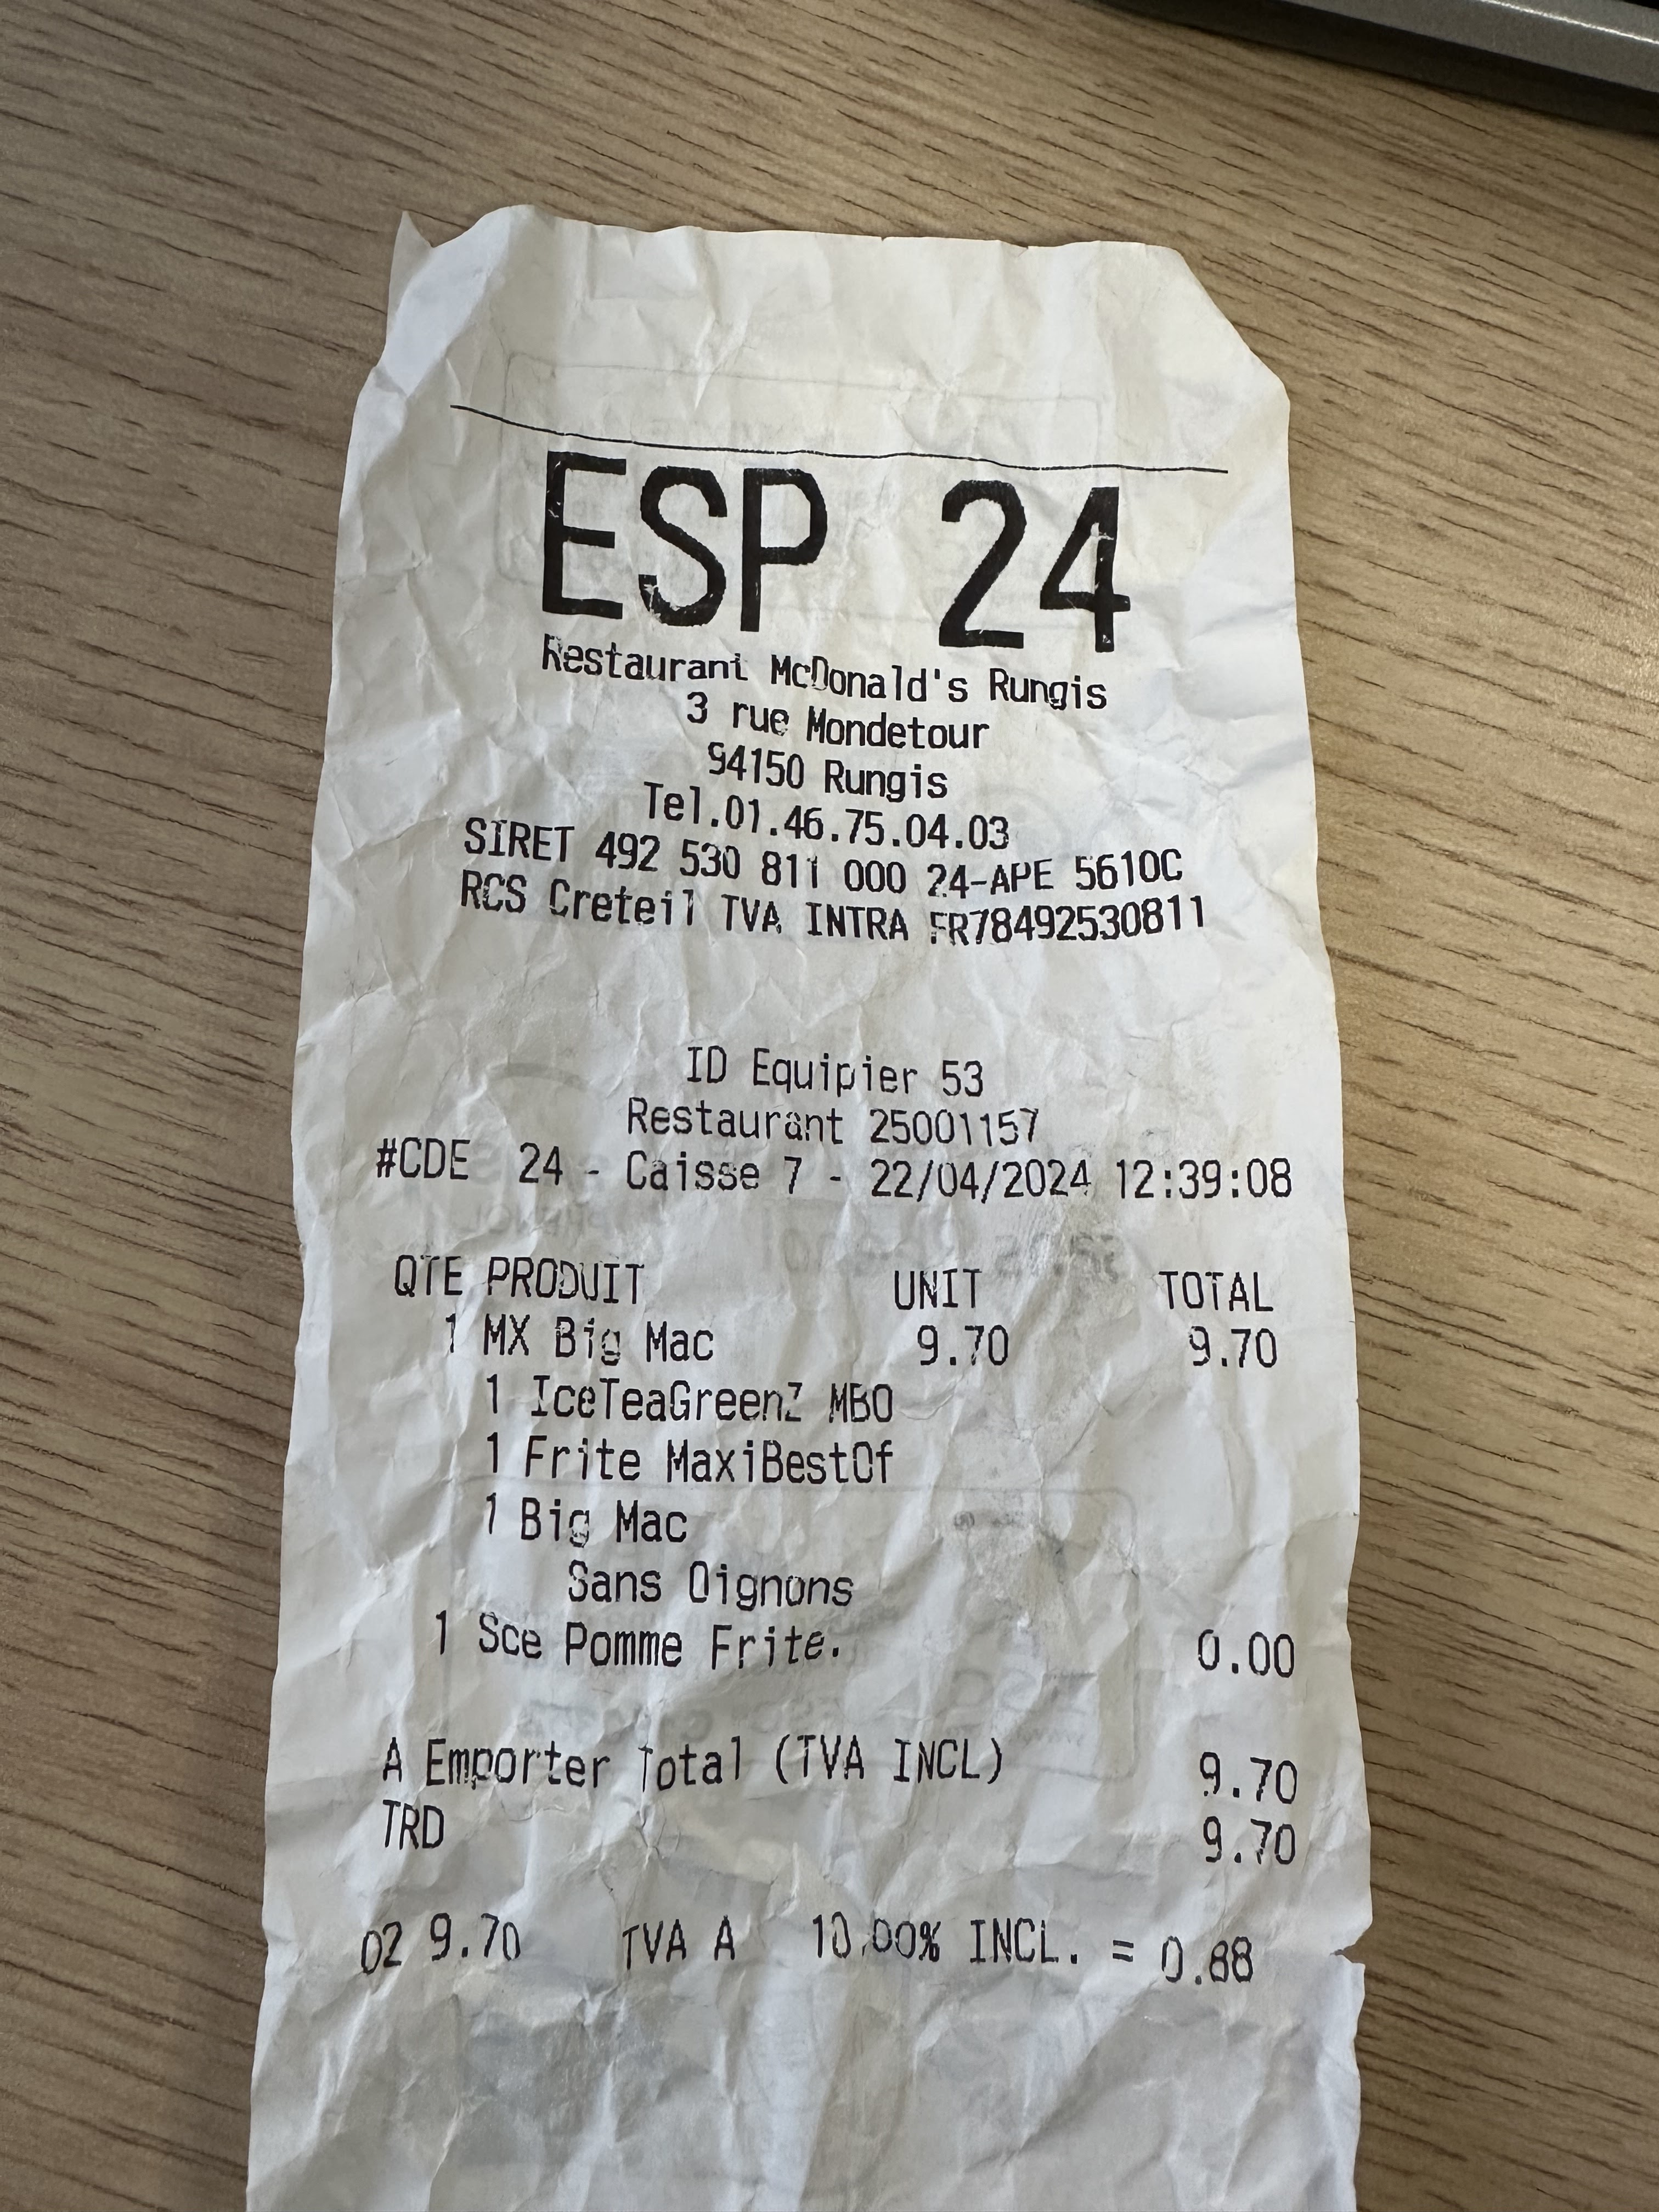 ESP 24
Restaurant McDonald's Rungis
3 rue Mondetour
94150 Rungis
Tel.01.46.75.04.03
SIRET 492 530 811 000 24-APE 5610C
RCS Creteil TVA INTRA FR78492530811
ID Equipier 53
Restaurant 25001157
#CDE 24 - Caisse 7 - 22/04/2024 12:39:08
QTE PRODUIT UNIT TOTAL
1 MX Big Mac 9.70 9.70
1 IceTeaGreenZ MBO
1 Frite MaxiBestOf
1 Big Mac
Sans Oignons
1 Sce Pomme Frite. 0.00
A Emporter Total (TVA INCL) 9.70
TRD 9.70
02 9.70 TVA A 10.00% INCL. = 0.88